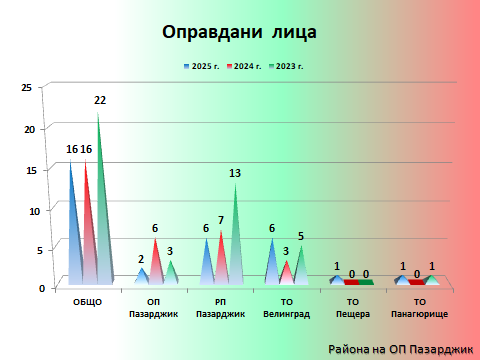 Оправдани лица
2025 г. 2024 г. 2023 г.
25
20
15
10
5
0
16 16 22
2 6 3
6 7 13
6 3 5
1 0 0
1 0 1
ОБЩО
ОП
Пазарджик
РП
Пазарджик
ТО
Велинград
ТО
Пещера
ТО
Панагюрище
Района на ОП Пазарджик